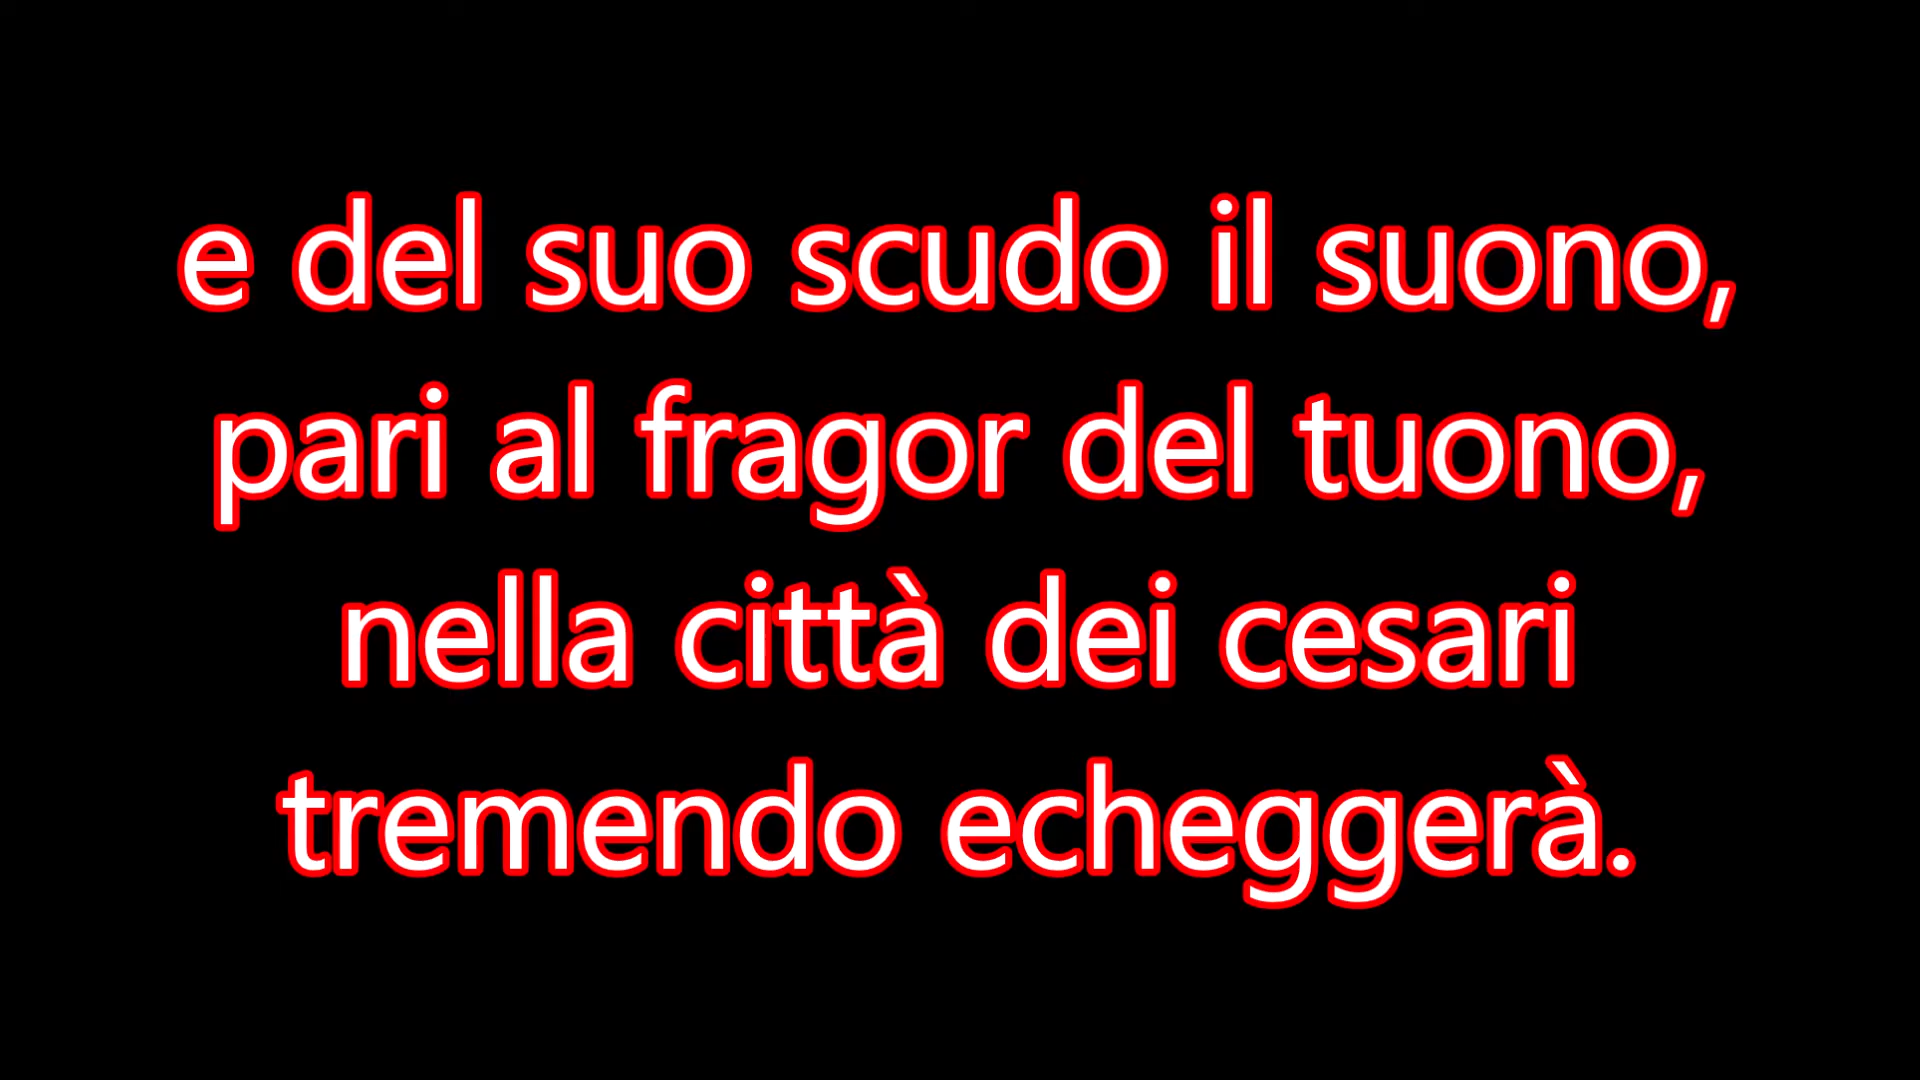 e del suo scudo il suono,
pari al fragor del tuono,
nella città dei cesari
tremendo echeggerà.